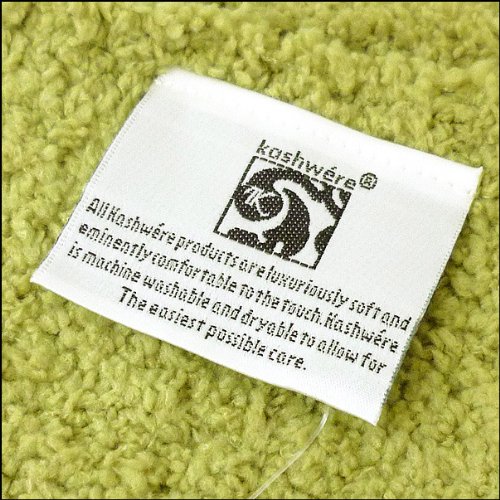 kashwére®
K
All Kashwére products are luxuriously soft and
eminently comfortable to the touch. Kashwére
is machine washable and dryable to allow for
The easiest possible care.